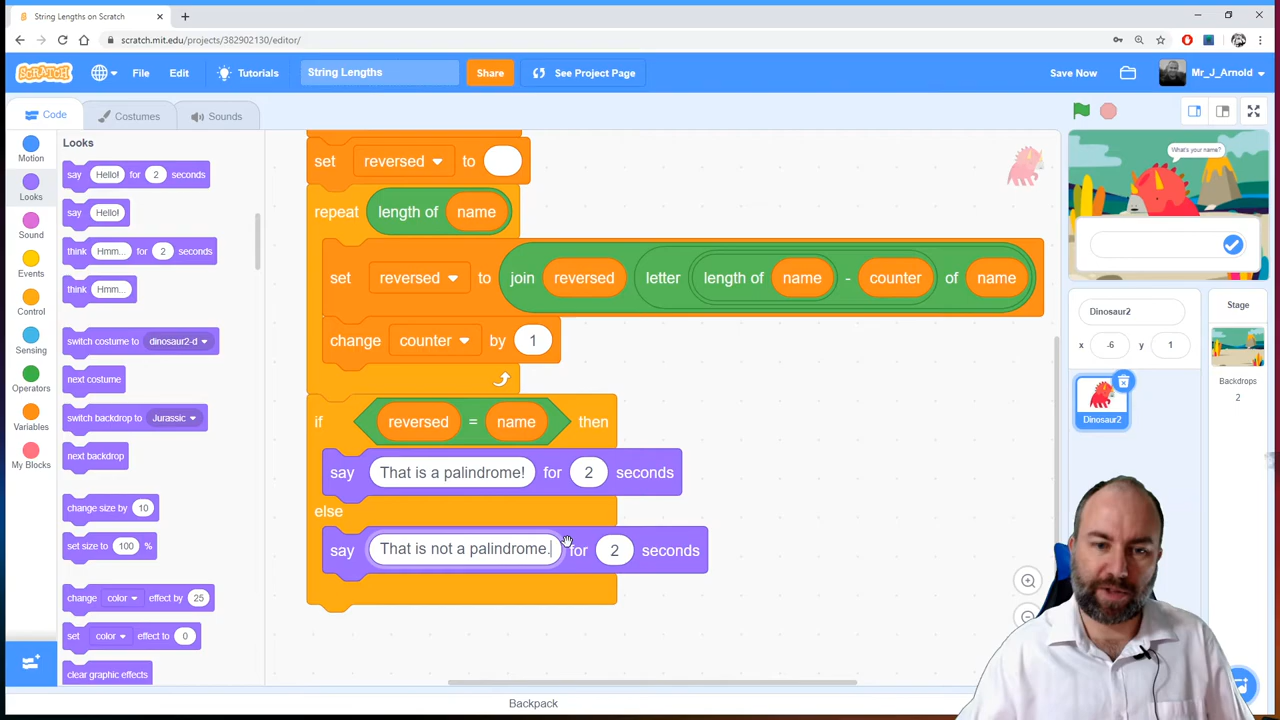 String Lengths on Scratch
scratch.mit.edu/projects/382902130/editor/
SCRATCH
File
Edit
Tutorials
String Lengths
Share
See Project Page
Save Now
Mr_J_Arnold
Code
Costumes
Sounds
Motion
Looks
Sound
Events
Control
Sensing
Operators
Variables
My Blocks
Looks
say Hello! for 2 seconds
say Hello!
think Hmm... for 2 seconds
think Hmm...
switch costume to dinosaur2-d
next costume
switch backdrop to Jurassic
next backdrop
change size by 10
set size to 100 %
change color effect by 25
set color effect to 0
clear graphic effects
set reversed to
repeat length of name
set reversed to join reversed letter length of name - counter of name
change counter by 1
if reversed = name then
say That is a palindrome! for 2 seconds
else
say That is not a palindrome. for 2 seconds
What's your name?
Dinosaur2
x -6 y 1
Dinosaur2
Stage
Backdrops
2
Backpack